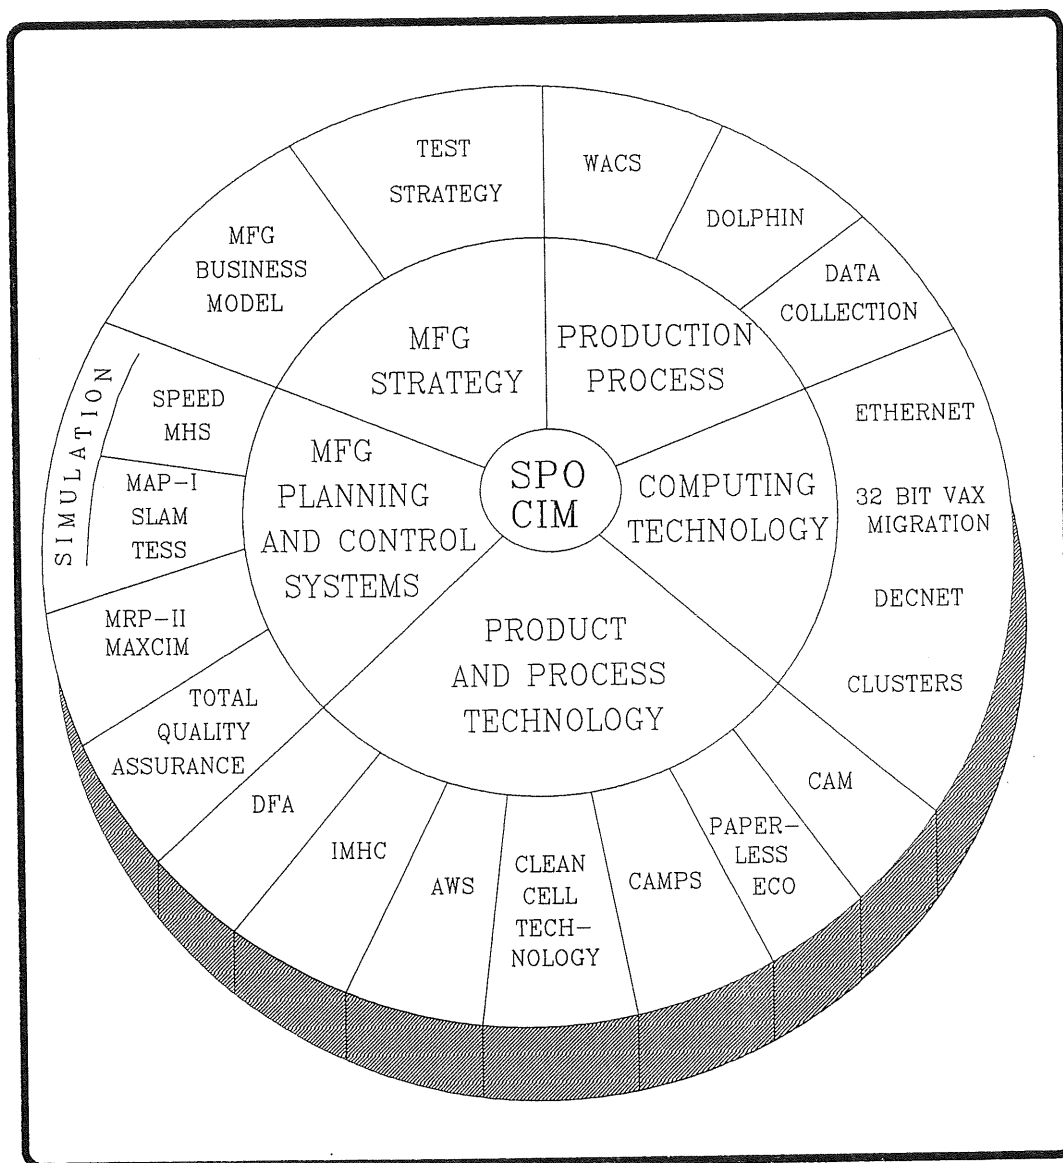 TEST
STRATEGY
WACS
DOLPHIN
DATA
COLLECTION
MFG
BUSINESS
MODEL
MFG
STRATEGY
PRODUCTION
PROCESS
SIMULATION
SPEED
MHS
MAP-I
SLAM
TESS
MRP-II
MAXCIM
TOTAL
QUALITY
ASSURANCE
MFG
PLANNING
AND CONTROL
SYSTEMS
SPO
CIM
COMPUTING
TECHNOLOGY
ETHERNET
32 BIT VAX
MIGRATION
DECNET
CLUSTERS
PRODUCT
AND PROCESS
TECHNOLOGY
DFA
IMHC
AWS
CLEAN
CELL
TECH-
NOLOGY
CAMPS
PAPER-
LESS
ECO
CAM